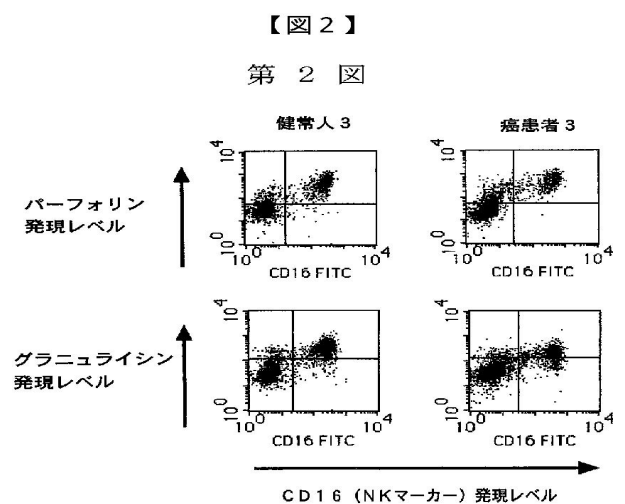 【図２】
第 2 図
健常人３
癌患者３
パーフォリン
発現レベル
10⁴
10⁰
10⁰
10⁴
CD16 FITC
10⁴
10⁰
10⁰
10⁴
CD16 FITC
グラニュライシン
発現レベル
10⁴
10⁰
10⁰
10⁴
CD16 FITC
10⁴
10⁰
10⁰
10⁴
CD16 FITC
ＣＤ１６（ＮＫマーカー）発現レベル